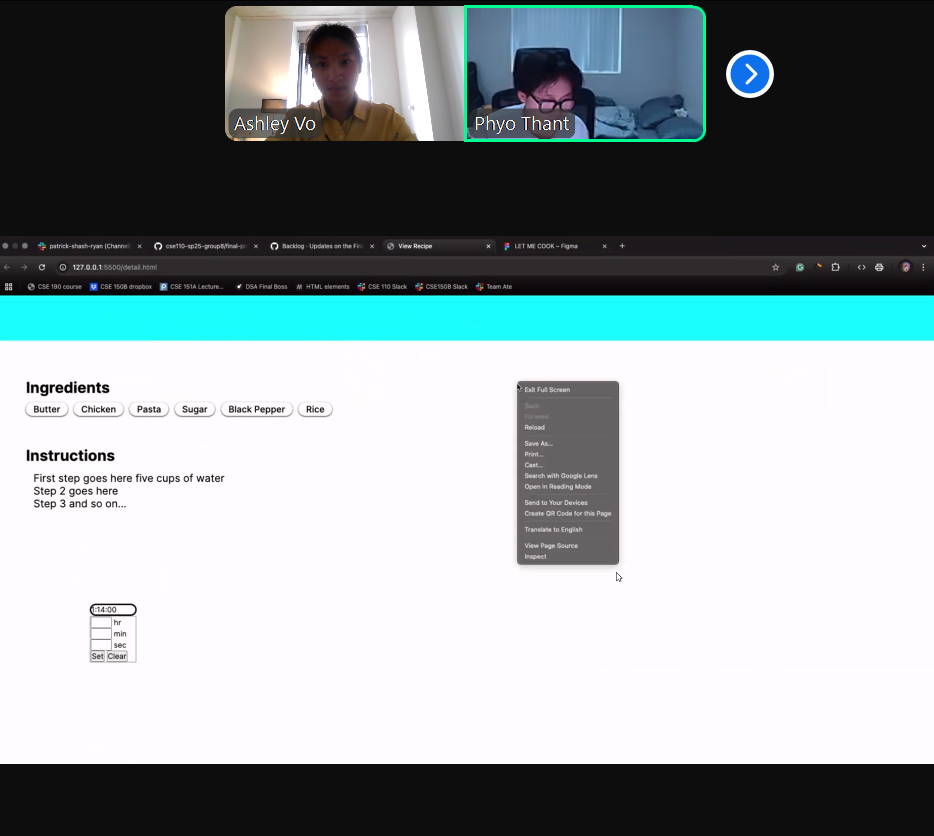 Ashley Vo
Phyo Thant
patrick-shash-ryan (Channel
cse110-sp25-group8/final-pr
Backlog · Updates on the Fin
View Recipe
LET ME COOK – Figma
127.0.0.1:5500/detail.html
CSE 190 course
CSE 150B dropbox
CSE 151A Lecture...
DSA Final Boss
HTML elements
CSE 110 Slack
CSE150B Slack
Team Ate
Ingredients
Butter Chicken Pasta Sugar Black Pepper Rice
Instructions
First step goes here five cups of water
Step 2 goes here
Step 3 and so on...
1:14:00
hr
min
sec
Set Clear
Exit Full Screen
Back
Forward
Reload
Save As...
Print...
Cast...
Search with Google Lens
Open in Reading Mode
Send to Your Devices
Create QR Code for this Page
Translate to English
View Page Source
Inspect